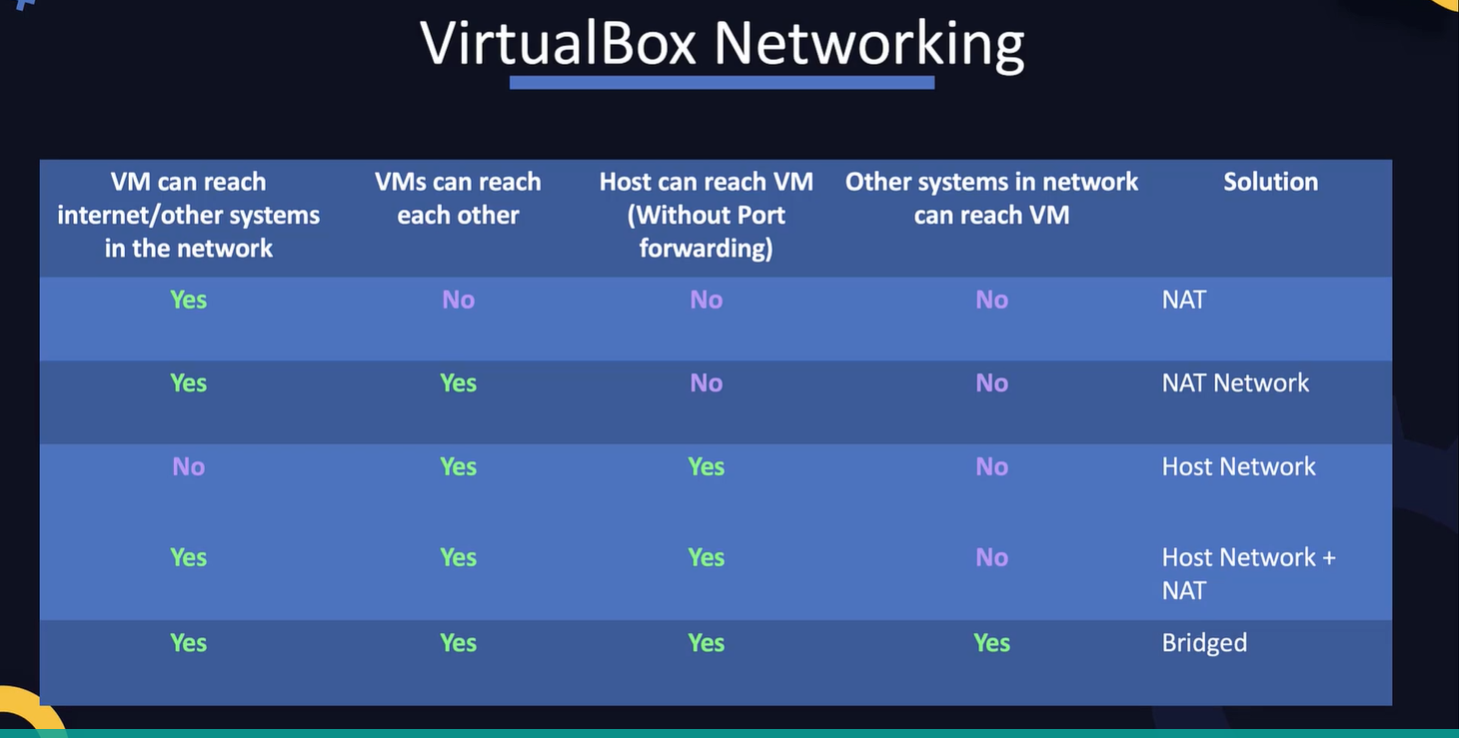 VirtualBox Networking
VM can reach internet/other systems in the network | VMs can reach each other | Host can reach VM (Without Port forwarding) | Other systems in network can reach VM | Solution
Yes | No | No | No | NAT
Yes | Yes | No | No | NAT Network
No | Yes | Yes | No | Host Network
Yes | Yes | Yes | No | Host Network + NAT
Yes | Yes | Yes | Yes | Bridged